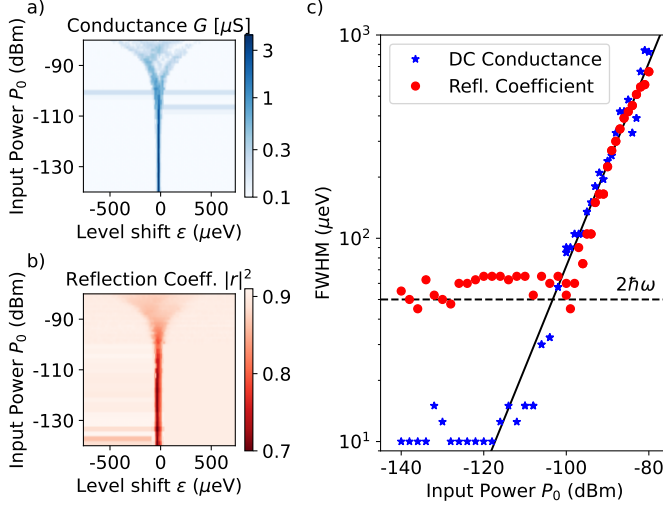 a)
Conductance G [μS]
Input Power P₀ (dBm)
-90
-110
-130
-500
0
500
Level shift ε (μeV)
3
1
0.3
0.1
b)
Reflection Coeff. |r|²
Input Power P₀ (dBm)
-90
-110
-130
-500
0
500
Level shift ε (μeV)
0.9
0.8
0.7
c)
DC Conductance
Refl. Coefficient
FWHM (μeV)
10³
10²
10¹
2ħω
-140
-120
-100
-80
Input Power P₀ (dBm)